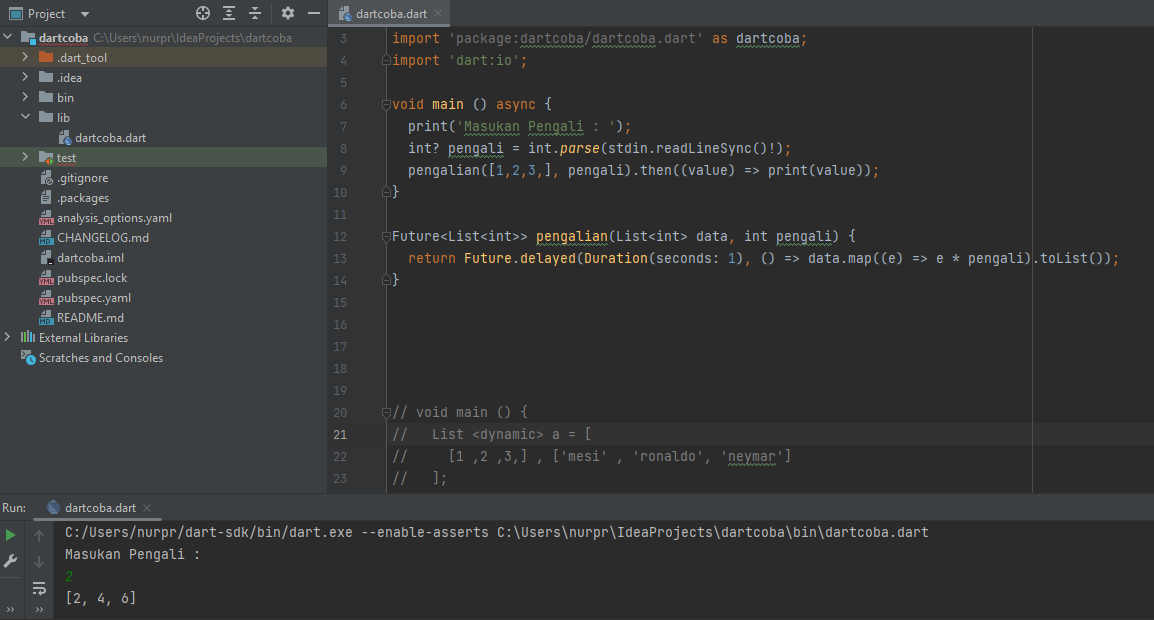 Project
dartcoba C:\Users\nurpr\IdeaProjects\dartcoba
.dart_tool
.idea
bin
lib
dartcoba.dart
test
.gitignore
.packages
analysis_options.yaml
CHANGELOG.md
dartcoba.iml
pubspec.lock
pubspec.yaml
README.md
External Libraries
Scratches and Consoles
dartcoba.dart
3 import 'package:dartcoba/dartcoba.dart' as dartcoba;
4 import 'dart:io';
5
6 void main () async {
7 print('Masukan Pengali : ');
8 int? pengali = int.parse(stdin.readLineSync()!);
9 pengalian([1,2,3,], pengali).then((value) => print(value));
10 }
11
12 Future<List<int>> pengalian(List<int> data, int pengali) {
13 return Future.delayed(Duration(seconds: 1), () => data.map((e) => e * pengali).toList());
14 }
15
16
17
18
19
20 // void main () {
21 // List <dynamic> a = [
22 // [1 ,2 ,3,] , ['mesi' , 'ronaldo', 'neymar']
23 // ];
Run: dartcoba.dart
C:/Users/nurpr/dart-sdk/bin/dart.exe --enable-asserts C:\Users\nurpr\IdeaProjects\dartcoba\bin\dartcoba.dart
Masukan Pengali :
2
[2, 4, 6]